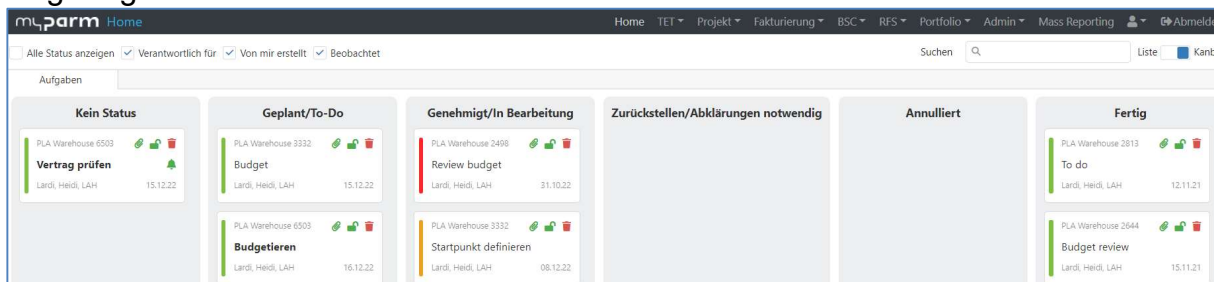 myparm Home
Home TET Projekt Fakturierung BSC RFS Portfolio Admin Mass Reporting Abmelde
Alle Status anzeigen Verantwortlich für Von mir erstellt Beobachtet Suchen Liste Kanb
Aufgaben
Kein Status
PLA Warehouse 6503
Vertrag prüfen
Lardi, Heidi, LAH 15.12.22
Geplant/To-Do
PLA Warehouse 3332
Budget
Lardi, Heidi, LAH 15.12.22
PLA Warehouse 6503
Budgetieren
Lardi, Heidi, LAH 16.12.22
Genehmigt/In Bearbeitung
PLA Warehouse 2498
Review budget
Lardi, Heidi, LAH 31.10.22
PLA Warehouse 3332
Startpunkt definieren
Lardi, Heidi, LAH 08.12.22
Zurückstellen/Abklärungen notwendig
Annulliert
Fertig
PLA Warehouse 2813
To do
Lardi, Heidi, LAH 12.11.21
PLA Warehouse 2644
Budget review
Lardi, Heidi, LAH 15.11.21